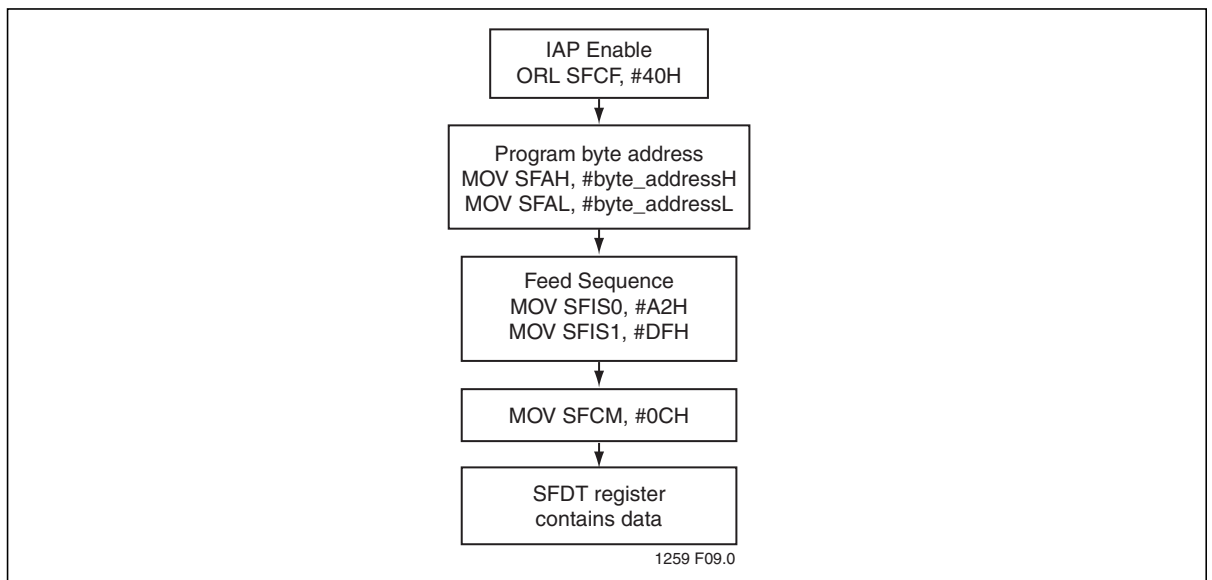 IAP Enable
ORL SFCF, #40H
Program byte address
MOV SFAH, #byte_addressH
MOV SFAL, #byte_addressL
Feed Sequence
MOV SFIS0, #A2H
MOV SFIS1, #DFH
MOV SFCM, #0CH
SFDT register
contains data
1259 F09.0